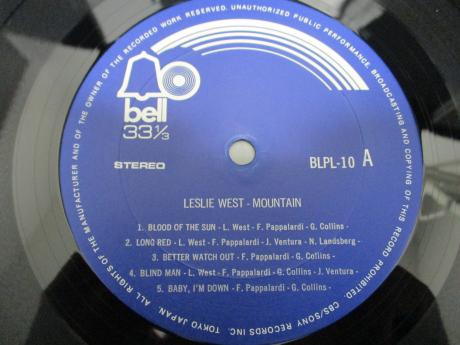 ALL RIGHTS OF THE MANUFACTURER AND OF THE OWNER OF THE RECORDED WORK RESERVED. UNAUTHORIZED PUBLIC PERFORMANCE, BROADCASTING AND COPYING OF THIS RECORD PROHIBITED.
bell
33 1/3
STEREO
BLPL-10 A
LESLIE WEST - MOUNTAIN
1. BLOOD OF THE SUN - L. West - F. Pappalardi - G. Collins -
2. LONG RED - L. West - F. Pappalardi - J. Ventura - N. Landsberg -
3. BETTER WATCH OUT - F. Pappalardi - G. Collins -
4. BLIND MAN - L. West - F. Pappalardi - G. Collins - J. Ventura -
5. BABY, I'M DOWN - F. Pappalardi - G. Collins -
CBS/SONY RECORDS INC. TOKYO JAPAN.